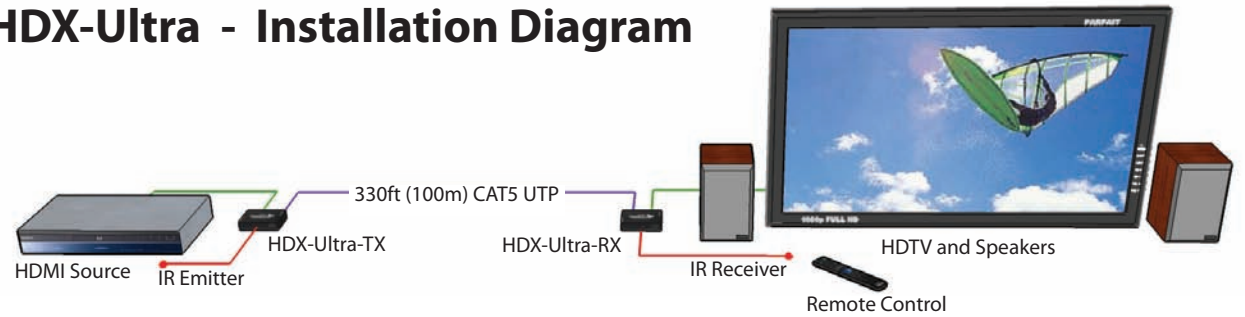 HDX-Ultra - Installation Diagram
PARFAIT
330ft (100m) CAT5 UTP
HDX-Ultra-TX
HDX-Ultra-RX
1080p FULL HD
HDTV and Speakers
HDMI Source
IR Emitter
IR Receiver
Remote Control